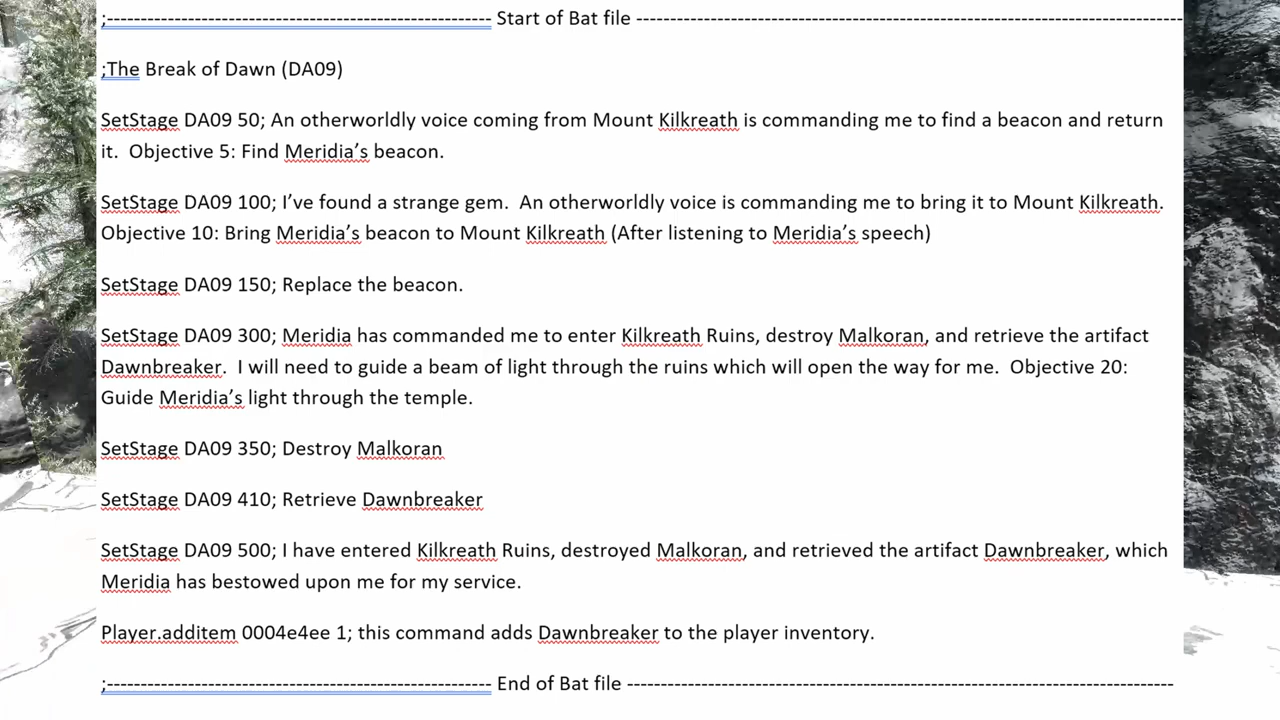 ;--------------------------------------------------------- Start of Bat file ---------------------------------------------------------------------------------
;The Break of Dawn (DA09)
SetStage DA09 50; An otherworldly voice coming from Mount Kilkreath is commanding me to find a beacon and return
it.  Objective 5: Find Meridia’s beacon.
SetStage DA09 100; I’ve found a strange gem.  An otherworldly voice is commanding me to bring it to Mount Kilkreath.
Objective 10: Bring Meridia’s beacon to Mount Kilkreath (After listening to Meridia’s speech)
SetStage DA09 150; Replace the beacon.
SetStage DA09 300; Meridia has commanded me to enter Kilkreath Ruins, destroy Malkoran, and retrieve the artifact
Dawnbreaker.  I will need to guide a beam of light through the ruins which will open the way for me.  Objective 20:
Guide Meridia’s light through the temple.
SetStage DA09 350; Destroy Malkoran
SetStage DA09 410; Retrieve Dawnbreaker
SetStage DA09 500; I have entered Kilkreath Ruins, destroyed Malkoran, and retrieved the artifact Dawnbreaker, which
Meridia has bestowed upon me for my service.
Player.additem 0004e4ee 1; this command adds Dawnbreaker to the player inventory.
;--------------------------------------------------------- End of Bat file ---------------------------------------------------------------------------------